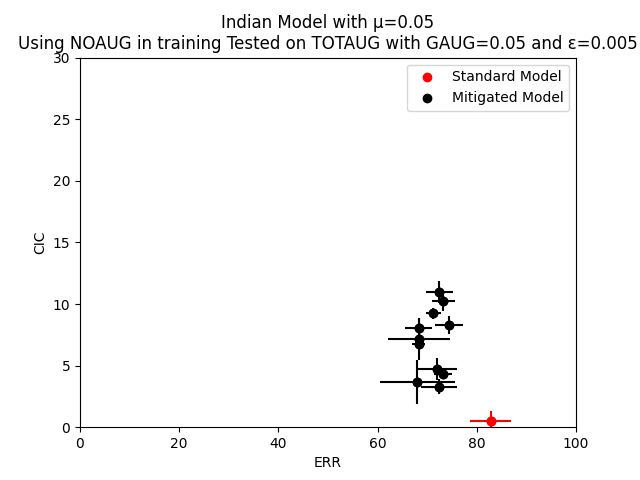 Indian Model with μ=0.05
Using NOAUG in training Tested on TOTAUG with GAUG=0.05 and ε=0.005
Standard Model
Mitigated Model
30
25
20
15
10
5
0
CIC
0 20 40 60 80 100
ERR